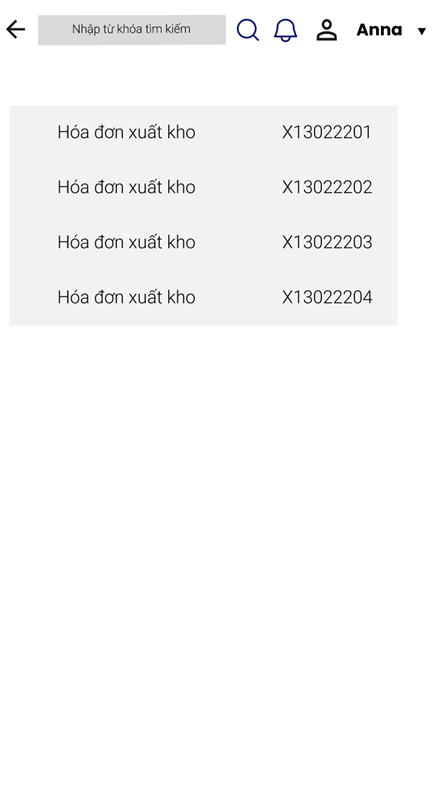 Nhập từ khóa tìm kiếm Anna
Hóa đơn xuất kho X13022201
Hóa đơn xuất kho X13022202
Hóa đơn xuất kho X13022203
Hóa đơn xuất kho X13022204